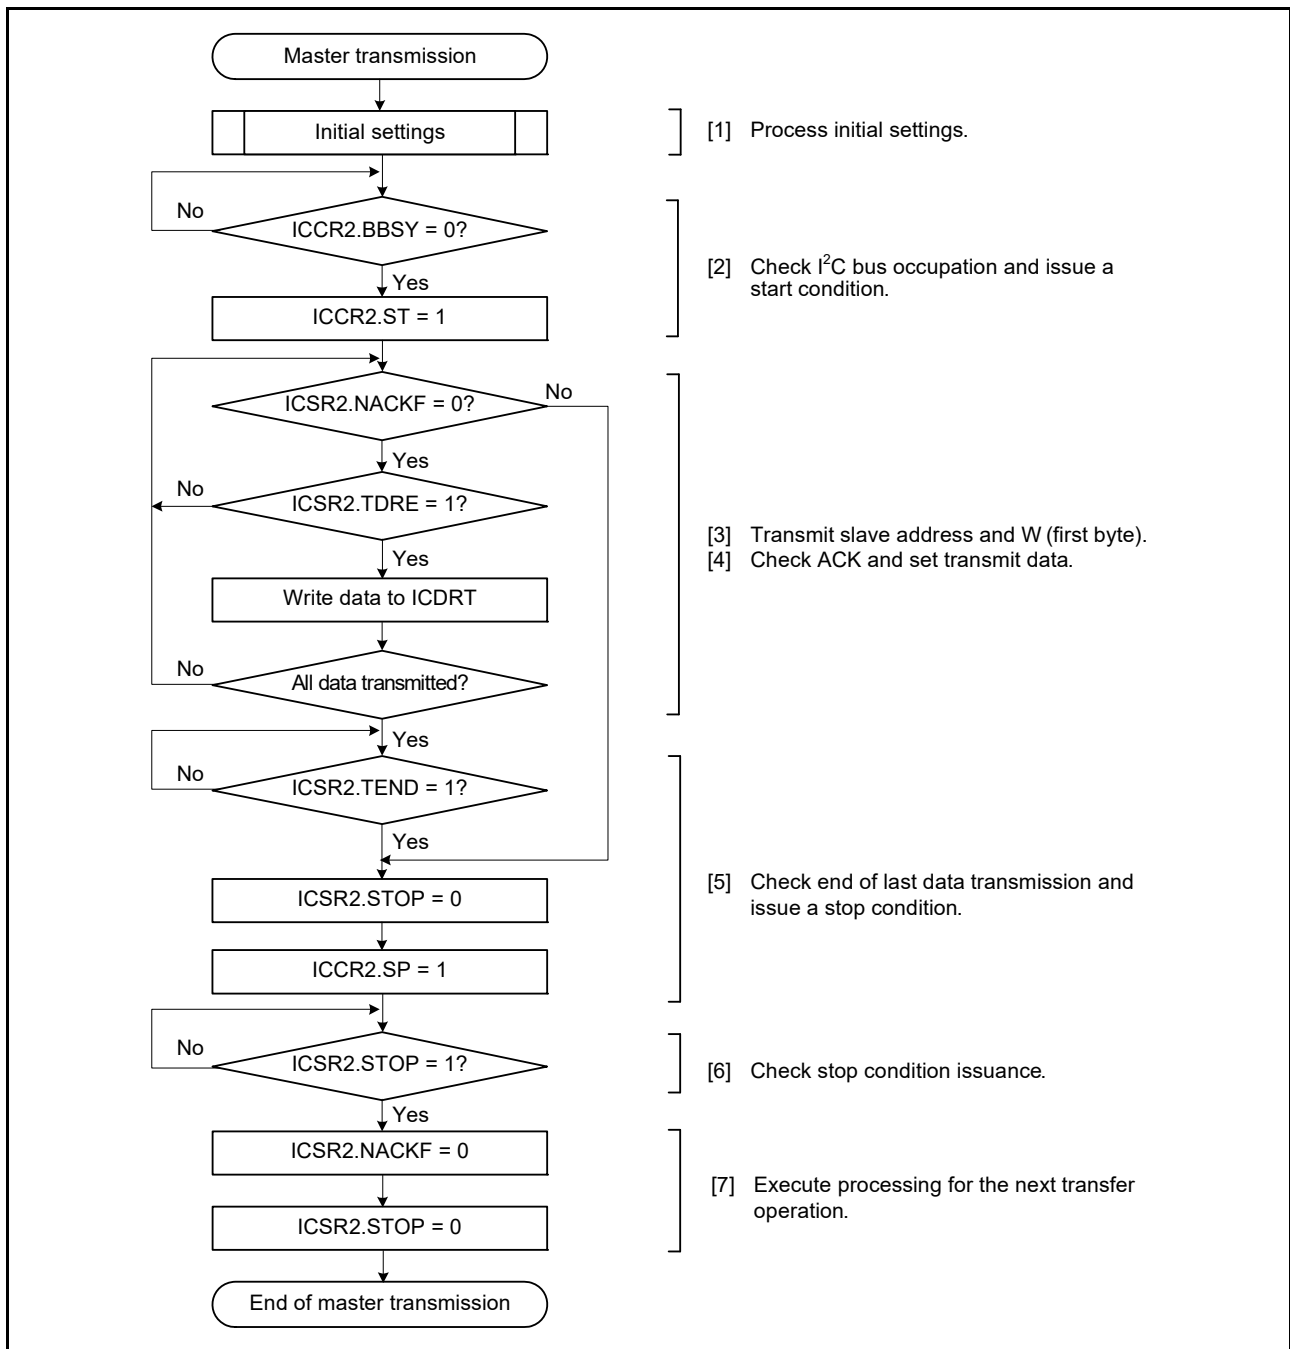 Master transmission
Initial settings
[1] Process initial settings.
No
ICCR2.BBSY = 0?
Yes
[2] Check I²C bus occupation and issue a
start condition.
ICCR2.ST = 1
No
ICSR2.NACKF = 0?
Yes
No
ICSR2.TDRE = 1?
Yes
[3] Transmit slave address and W (first byte).
[4] Check ACK and set transmit data.
Write data to ICDRT
No
All data transmitted?
Yes
No
ICSR2.TEND = 1?
Yes
[5] Check end of last data transmission and
issue a stop condition.
ICSR2.STOP = 0
ICCR2.SP = 1
No
ICSR2.STOP = 1?
[6] Check stop condition issuance.
Yes
ICSR2.NACKF = 0
[7] Execute processing for the next transfer
operation.
ICSR2.STOP = 0
End of master transmission